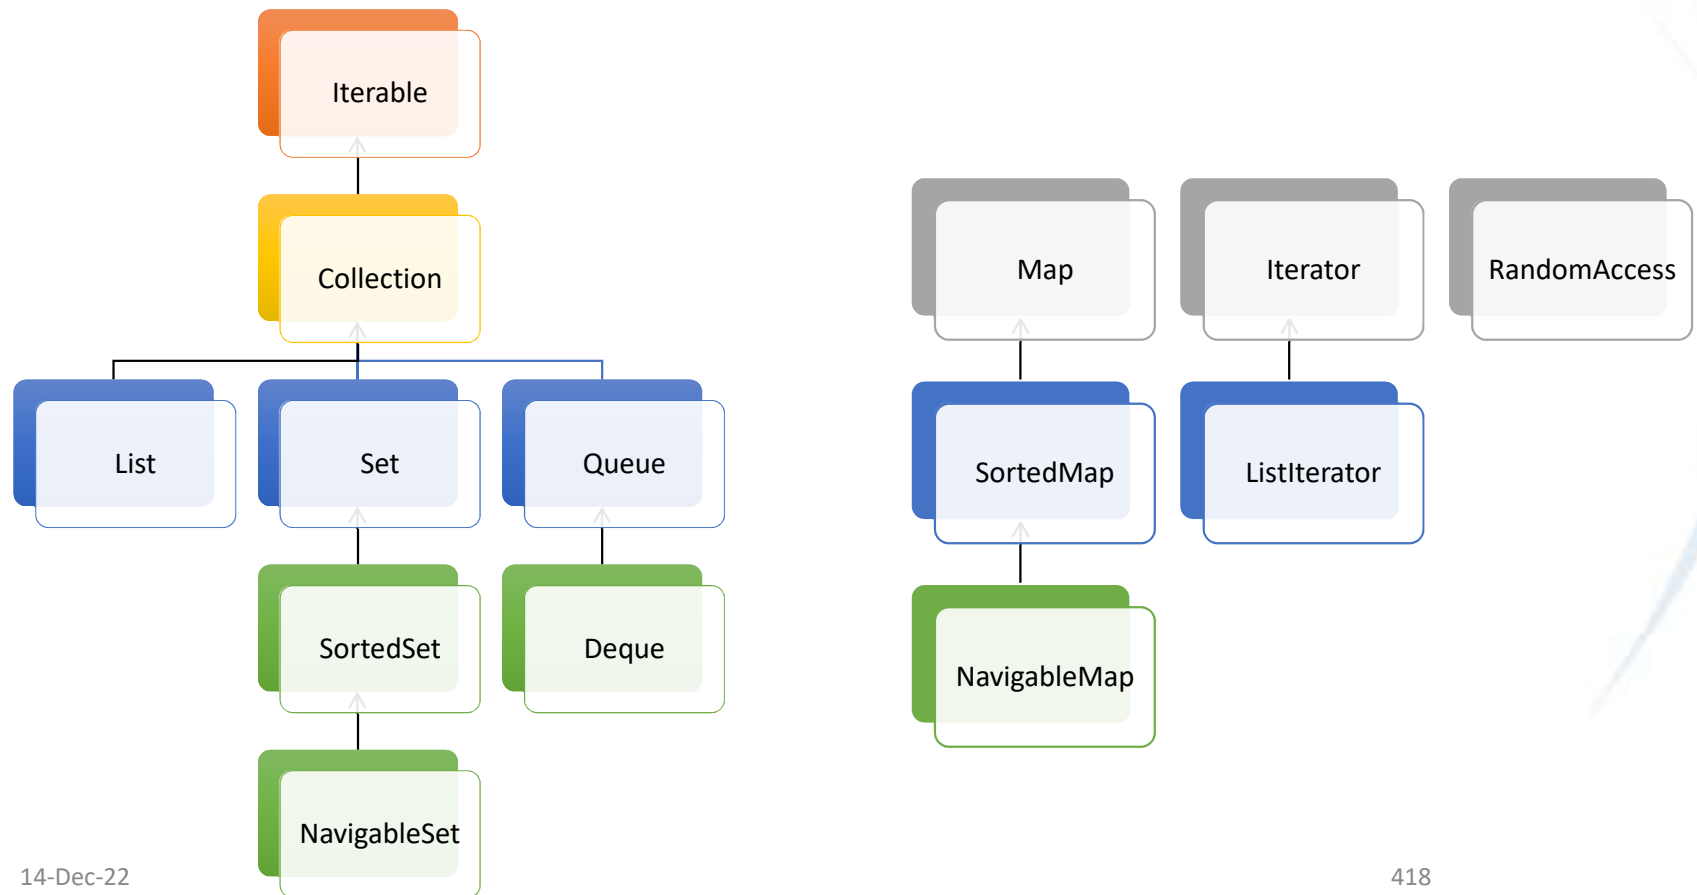 Iterable
Collection
List
Set
Queue
SortedSet
Deque
NavigableSet
Map
Iterator
RandomAccess
SortedMap
ListIterator
NavigableMap
14-Dec-22
418